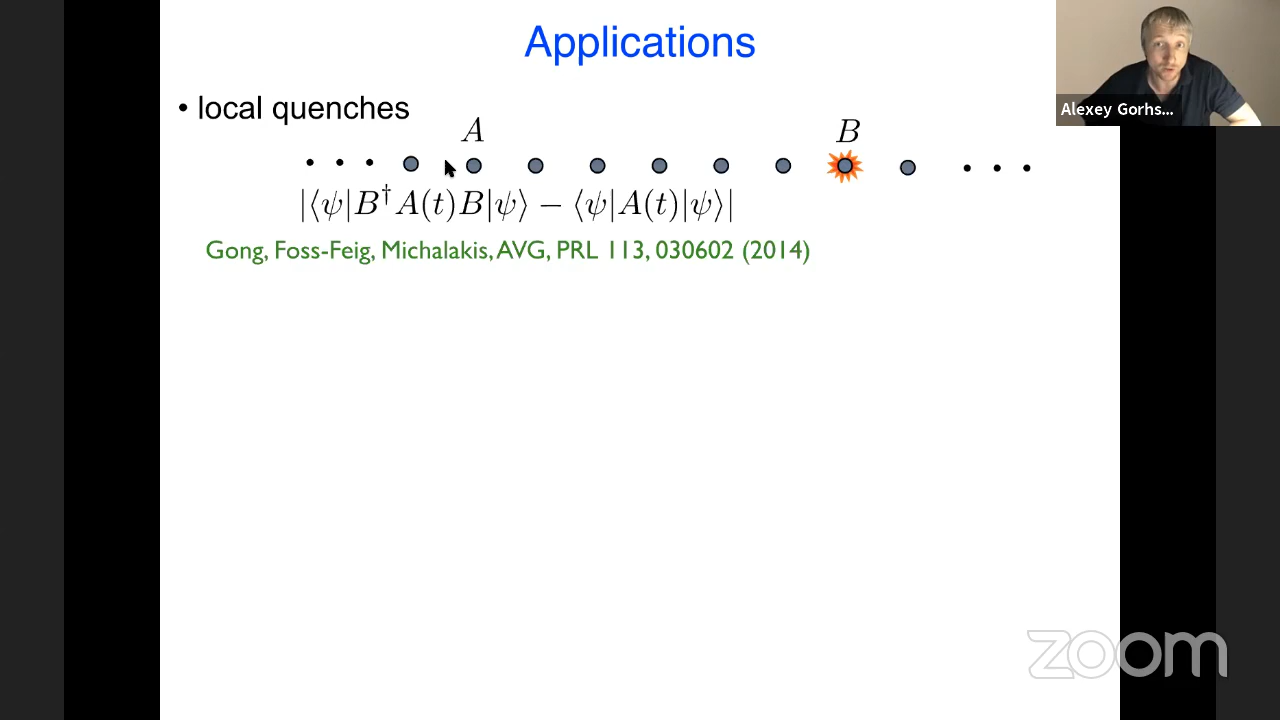 Applications
Alexey Gorhs...
• local quenches
A
B
|⟨ψ|B†A(t)B|ψ⟩ − ⟨ψ|A(t)|ψ⟩|
Gong, Foss-Feig, Michalakis, AVG, PRL 113, 030602 (2014)
zoom